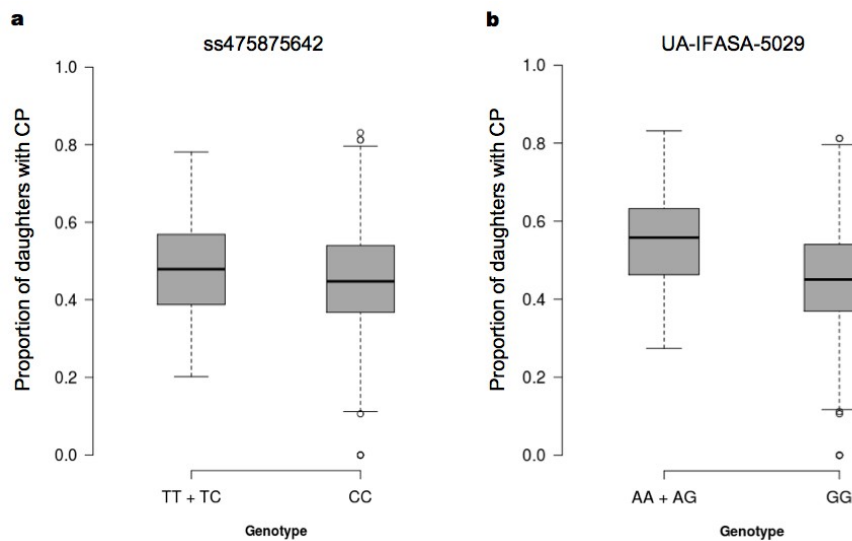 a
ss475875642
Proportion of daughters with CP
1.0
0.8
0.6
0.4
0.2
0.0
TT + TC
CC
Genotype
b
UA-IFASA-5029
Proportion of daughters with CP
1.0
0.8
0.6
0.4
0.2
0.0
AA + AG
GG
Genotype